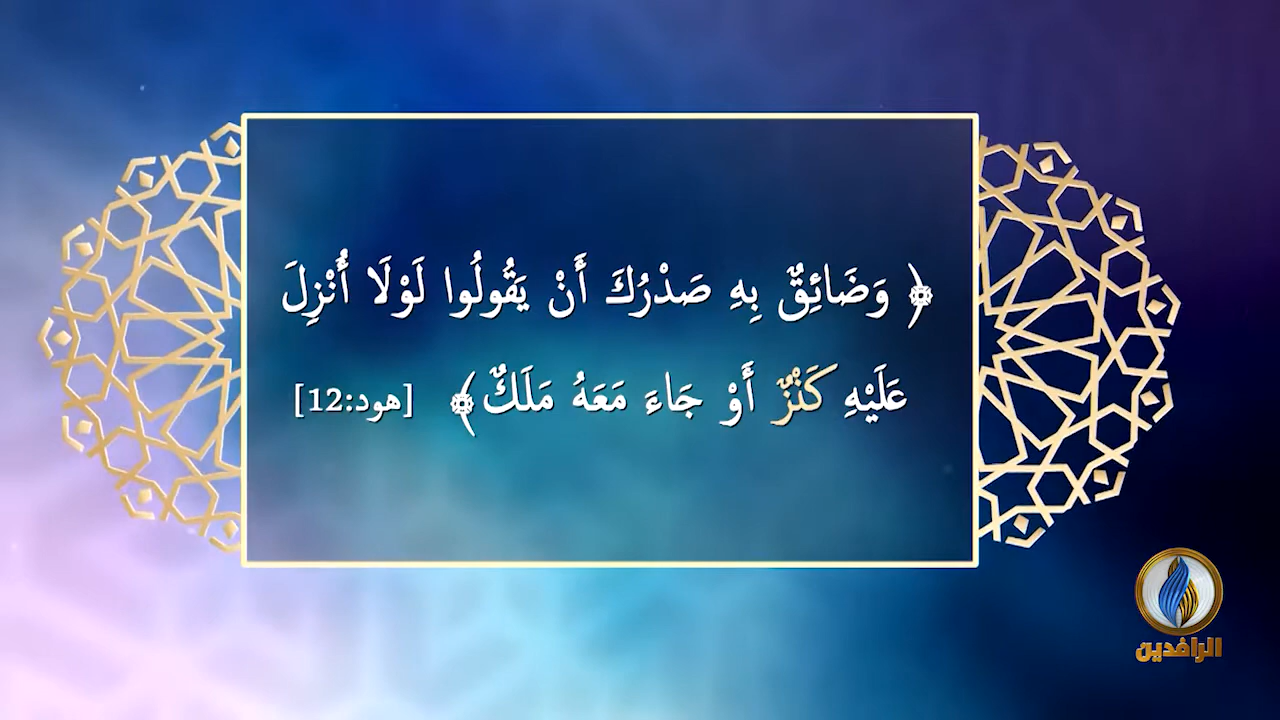 ﴿ وَضَائِقٌ بِهِ صَدْرُكَ أَنْ يَقُولُوا لَوْلَا أُنْزِلَ
عَلَيْهِ كَنْزٌ أَوْ جَاءَ مَعَهُ مَلَكٌ ﴾ [هود:12]
الرافدين